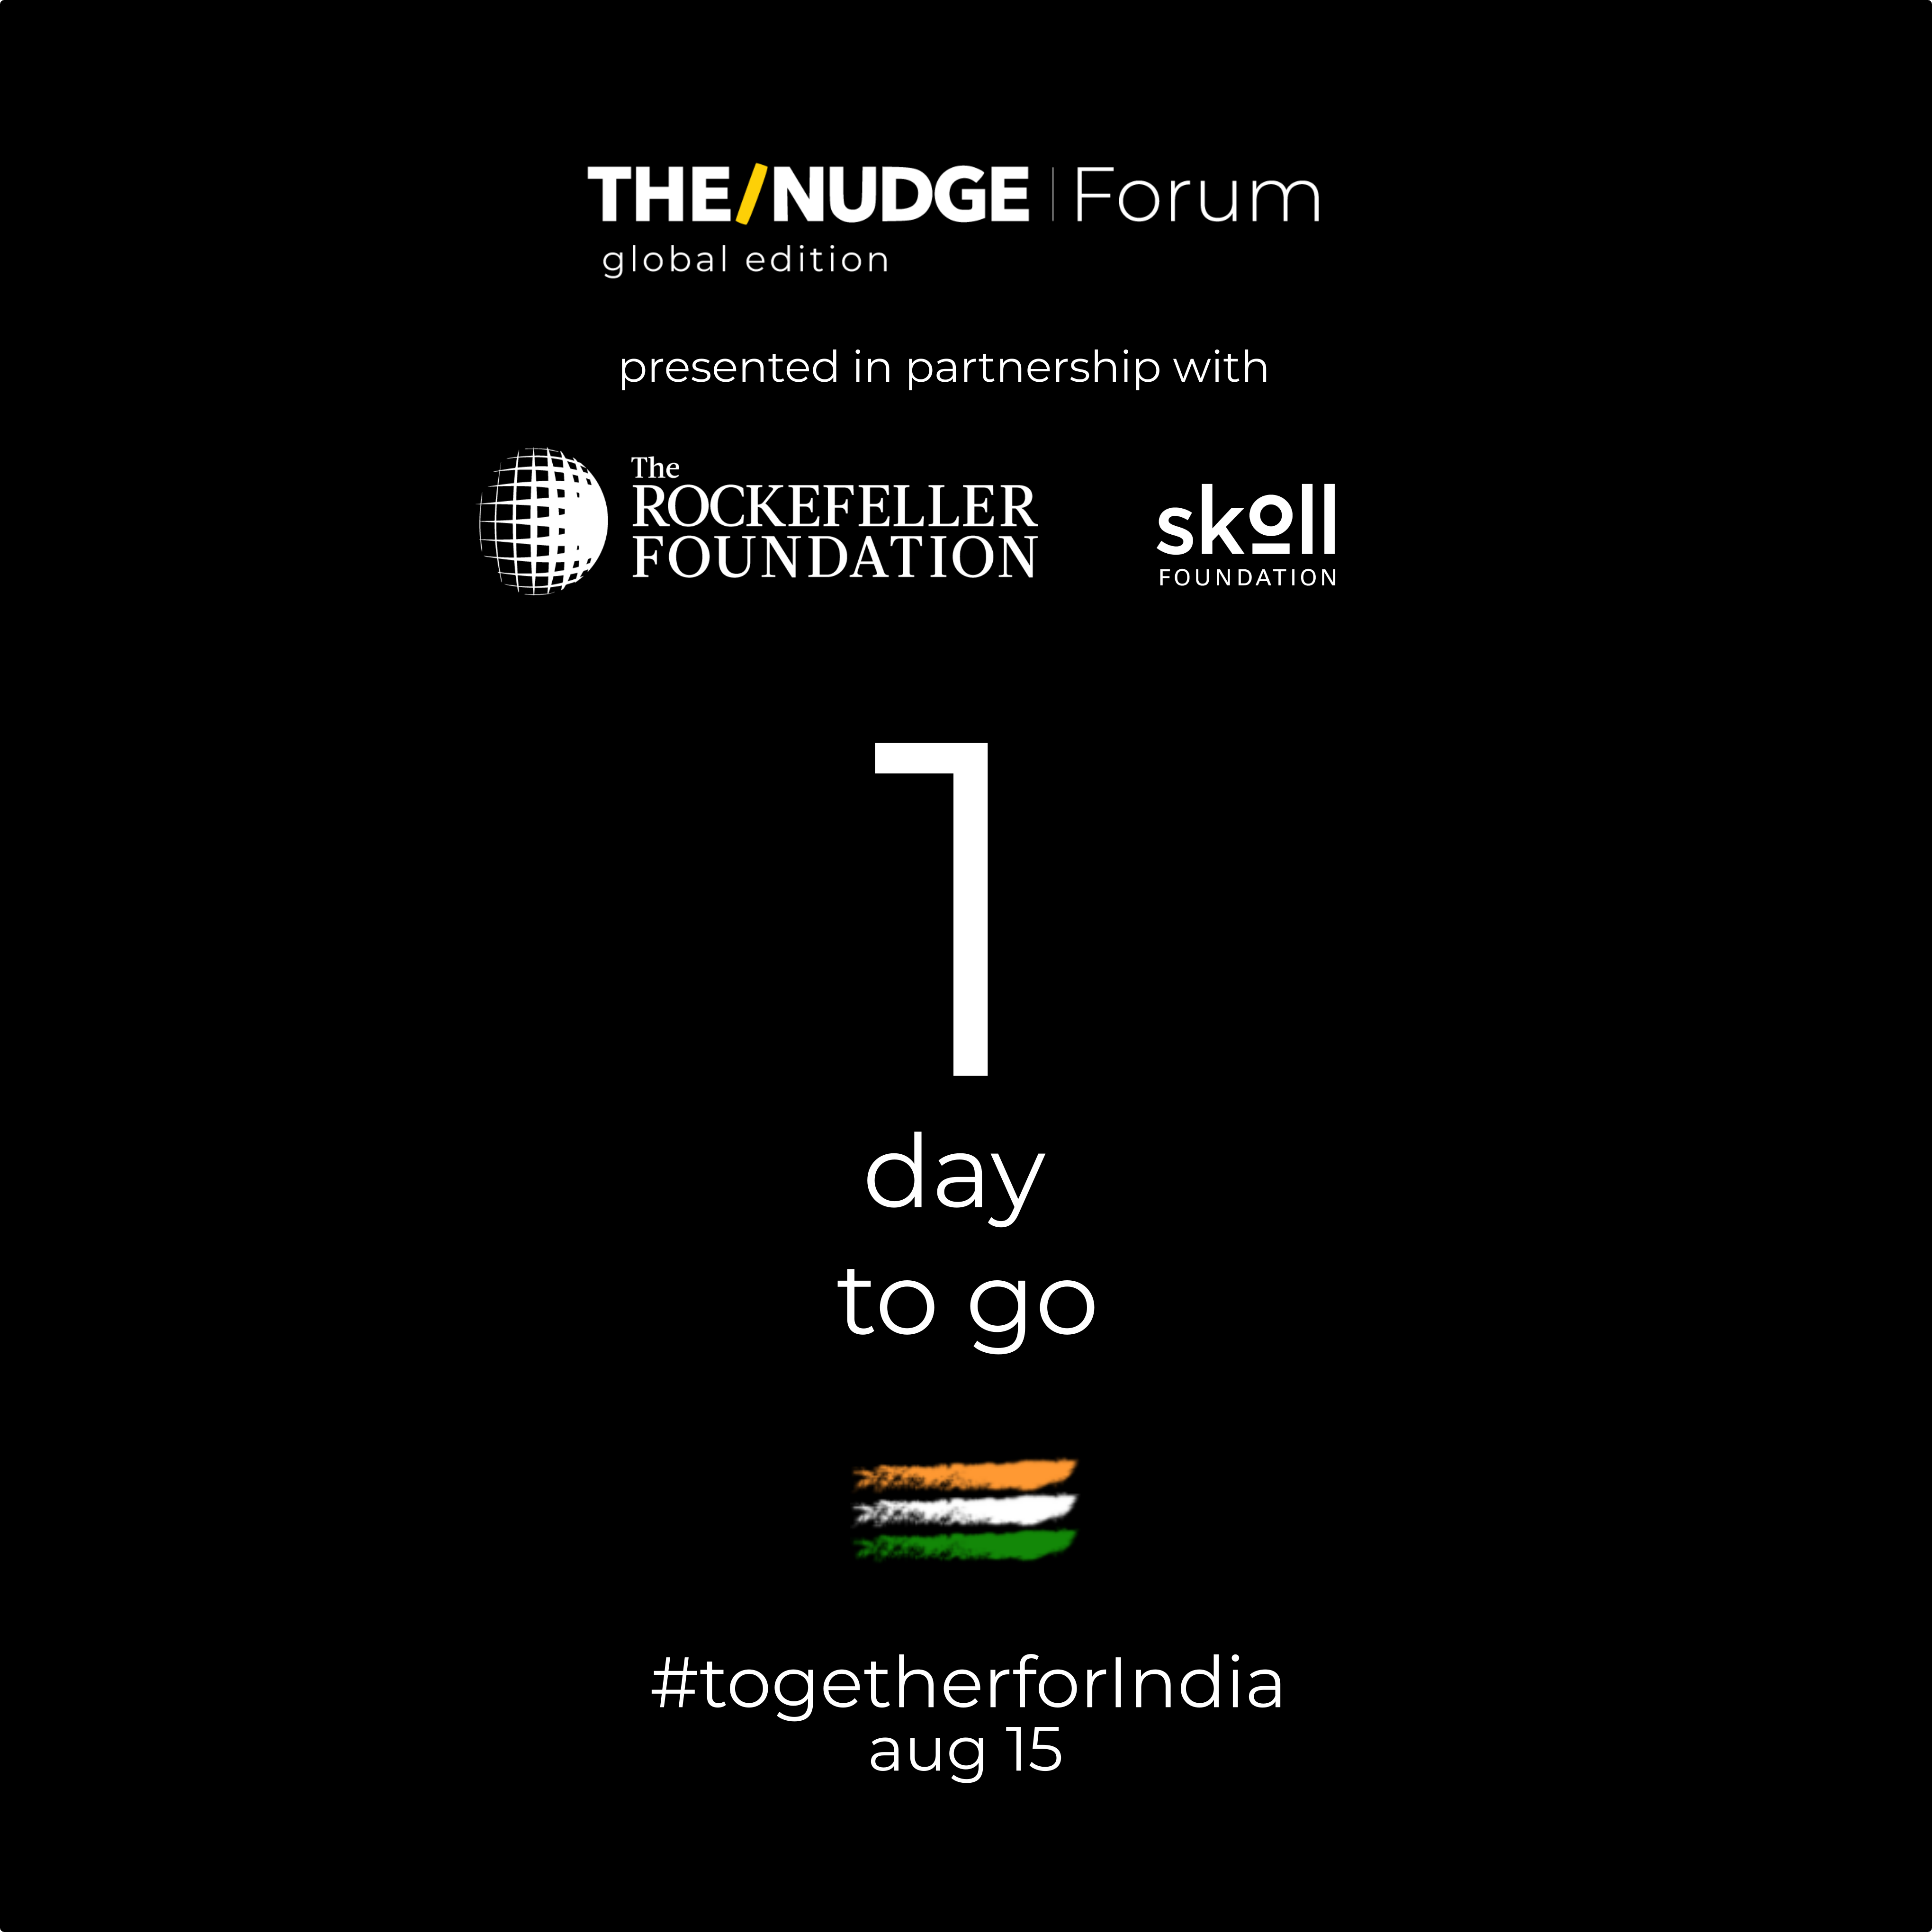 THE/NUDGE | Forum
global edition
presented in partnership with
The
ROCKEFELLER
FOUNDATION
skoll
FOUNDATION
1
day
to go
#togetherforIndia
aug 15